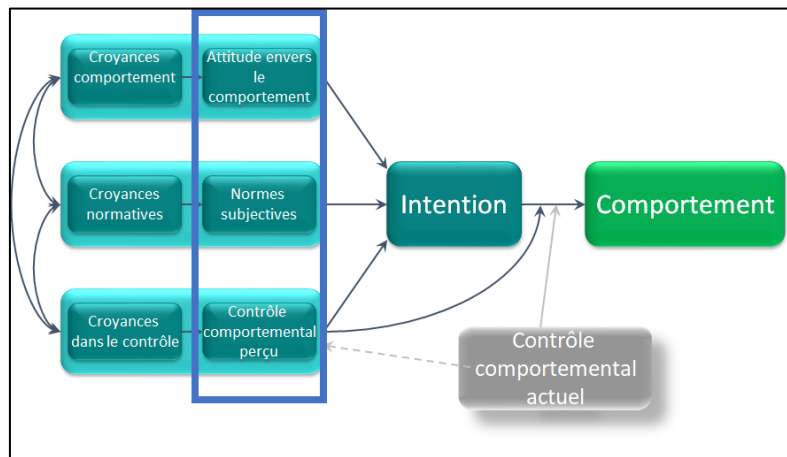 Croyances
comportement
Attitude envers
le
comportement
Croyances
normatives
Normes
subjectives
Intention
Comportement
Croyances
dans le contrôle
Contrôle
comportemental
perçu
Contrôle
comportemental
actuel